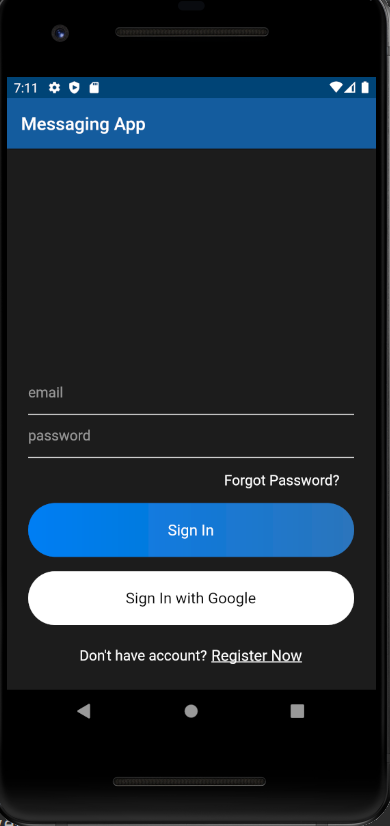 7:11
Messaging App
email
password
Forgot Password?
Sign In
Sign In with Google
Don't have account? Register Now